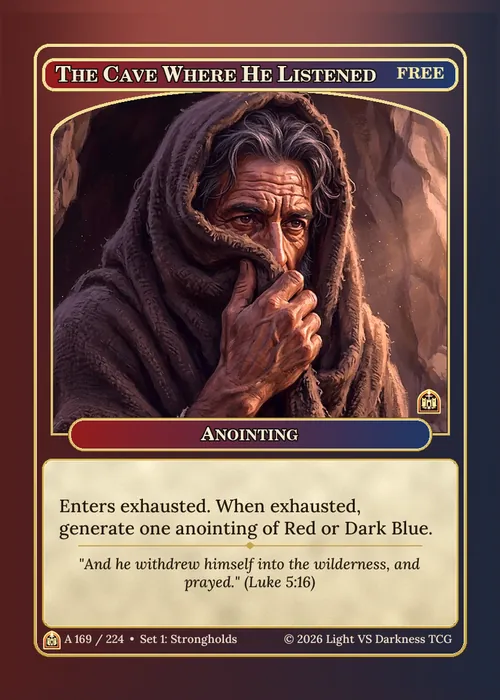 The Cave Where He Listened FREE
Anointing
Enters exhausted. When exhausted,
generate one anointing of Red or Dark Blue.
"And he withdrew himself into the wilderness, and
prayed." (Luke 5:16)
A 169 / 224 • Set 1: Strongholds © 2026 Light VS Darkness TCG